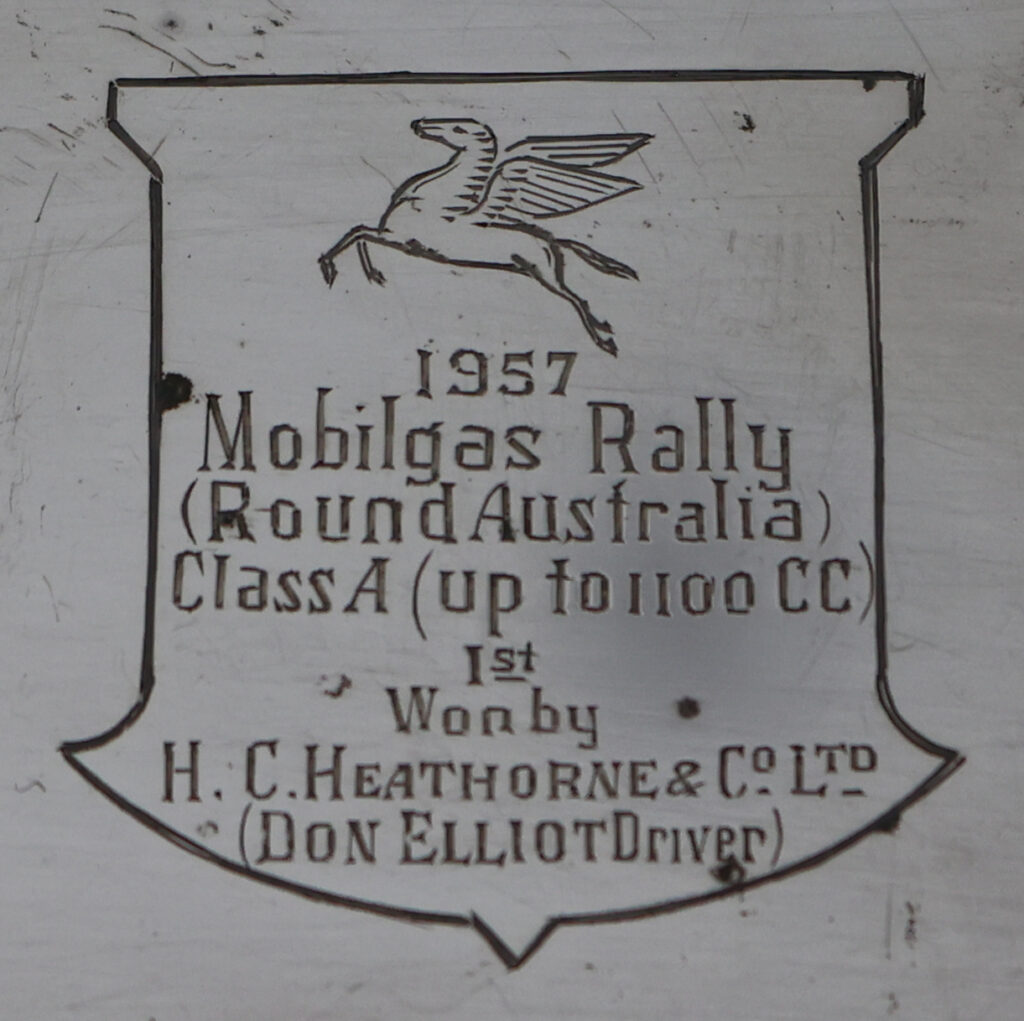 1957
Mobilgas Rally
(Round Australia)
Class A (up to 1100 CC)
1st
Won by
H. C. HEATHORNE & Co. LTD
(DON ELLIOT Driver)